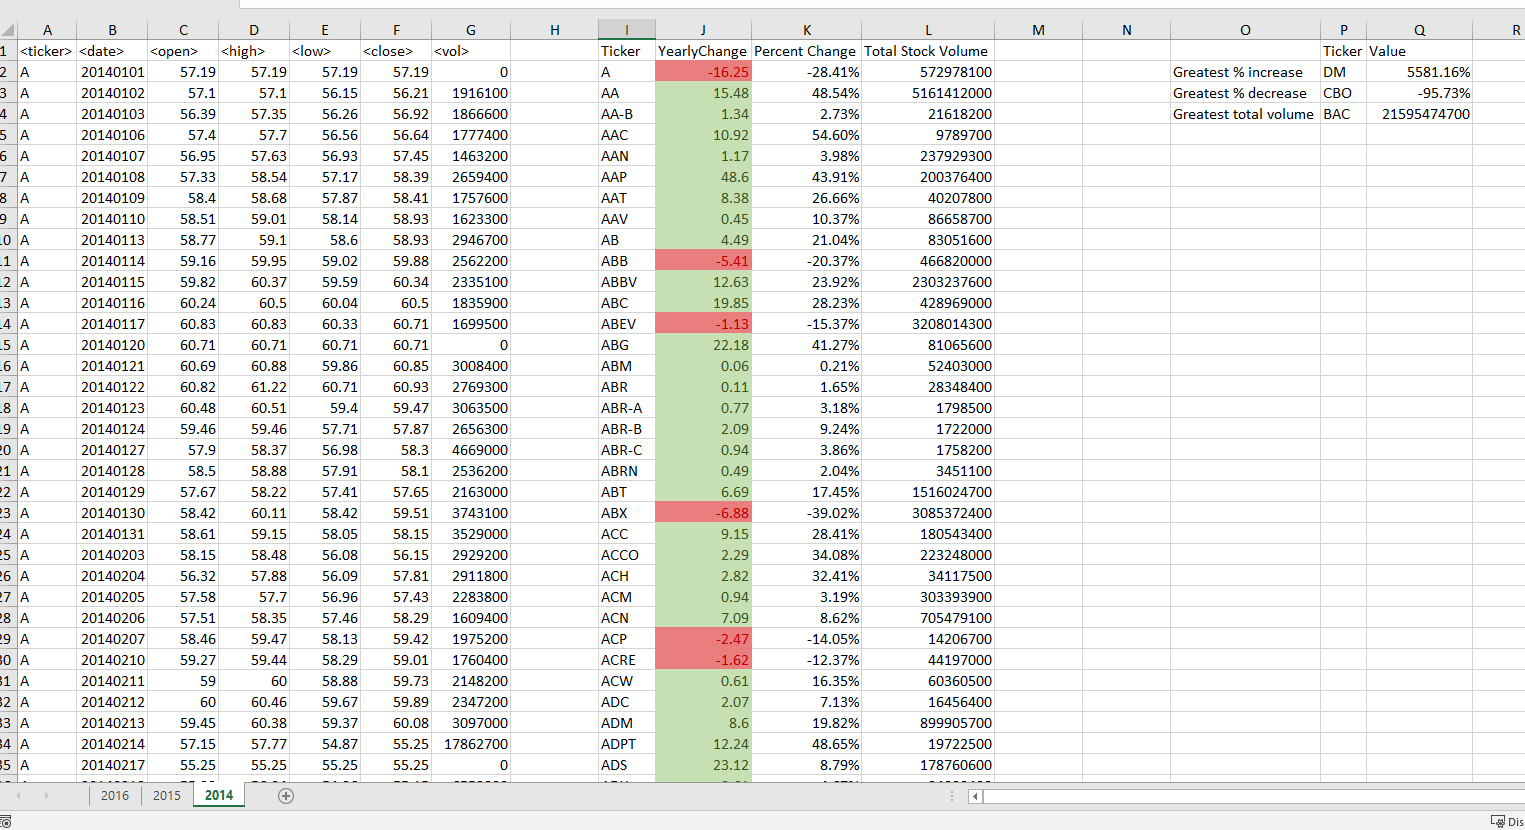 A B C D E F G H I J K L M N O P Q R
1 <ticker> <date> <open> <high> <low> <close> <vol> Ticker YearlyChange Percent Change Total Stock Volume Ticker Value
2 A 20140101 57.19 57.19 57.19 57.19 0 A -16.25 -28.41% 572978100 Greatest % increase DM 5581.16%
3 A 20140102 57.1 57.1 56.15 56.21 1916100 AA 15.48 48.54% 5161412000 Greatest % decrease CBO -95.73%
4 A 20140103 56.39 57.35 56.26 56.92 1866600 AA-B 1.34 2.73% 21618200 Greatest total volume BAC 21595474700
5 A 20140106 57.4 57.7 56.56 56.64 1777400 AAC 10.92 54.60% 9789700
6 A 20140107 56.95 57.63 56.93 57.45 1463200 AAN 1.17 3.98% 237929300
7 A 20140108 57.33 58.54 57.17 58.39 2659400 AAP 48.6 43.91% 200376400
8 A 20140109 58.4 58.68 57.87 58.41 1757600 AAT 8.38 26.66% 40207800
9 A 20140110 58.51 59.01 58.14 58.93 1623300 AAV 0.45 10.37% 86658700
10 A 20140113 58.77 59.1 58.6 58.93 2946700 AB 4.49 21.04% 83051600
11 A 20140114 59.16 59.95 59.02 59.88 2562200 ABB -5.41 -20.37% 466820000
12 A 20140115 59.82 60.37 59.59 60.34 2335100 ABBV 12.63 23.92% 2303237600
13 A 20140116 60.24 60.5 60.04 60.5 1835900 ABC 19.85 28.23% 428969000
14 A 20140117 60.83 60.83 60.33 60.71 1699500 ABEV -1.13 -15.37% 3208014300
15 A 20140120 60.71 60.71 60.71 60.71 0 ABG 22.18 41.27% 81065600
16 A 20140121 60.69 60.88 59.86 60.85 3008400 ABM 0.06 0.21% 52403000
17 A 20140122 60.82 61.22 60.71 60.93 2769300 ABR 0.11 1.65% 28348400
18 A 20140123 60.48 60.51 59.4 59.47 3063500 ABR-A 0.77 3.18% 1798500
19 A 20140124 59.46 59.46 57.71 57.87 2656300 ABR-B 2.09 9.24% 1722000
20 A 20140127 57.9 58.37 56.98 58.3 4669000 ABR-C 0.94 3.86% 1758200
21 A 20140128 58.5 58.88 57.91 58.1 2536200 ABRN 0.49 2.04% 3451100
22 A 20140129 57.67 58.22 57.41 57.65 2163000 ABT 6.69 17.45% 1516024700
23 A 20140130 58.42 60.11 58.42 59.51 3743100 ABX -6.88 -39.02% 3085372400
24 A 20140131 58.61 59.15 58.05 58.15 3529000 ACC 9.15 28.41% 180543400
25 A 20140203 58.15 58.48 56.08 56.15 2929200 ACCO 2.29 34.08% 223248000
26 A 20140204 56.32 57.88 56.09 57.81 2911800 ACH 2.82 32.41% 34117500
27 A 20140205 57.58 57.7 56.96 57.43 2283800 ACM 0.94 3.19% 303393900
28 A 20140206 57.51 58.35 57.46 58.29 1609400 ACN 7.09 8.62% 705479100
29 A 20140207 58.46 59.47 58.13 59.42 1975200 ACP -2.47 -14.05% 14206700
30 A 20140210 59.27 59.44 58.29 59.01 1760400 ACRE -1.62 -12.37% 44197000
31 A 20140211 59 60 58.88 59.73 2148200 ACW 0.61 16.35% 60360500
32 A 20140212 60 60.46 59.67 59.89 2347200 ADC 2.07 7.13% 16456400
33 A 20140213 59.45 60.38 59.37 60.08 3097000 ADM 8.6 19.82% 899905700
34 A 20140214 57.15 57.77 54.87 55.25 17862700 ADPT 12.24 48.65% 19722500
35 A 20140217 55.25 55.25 55.25 55.25 0 ADS 23.12 8.79% 178760600
2016 2015 2014
Dis